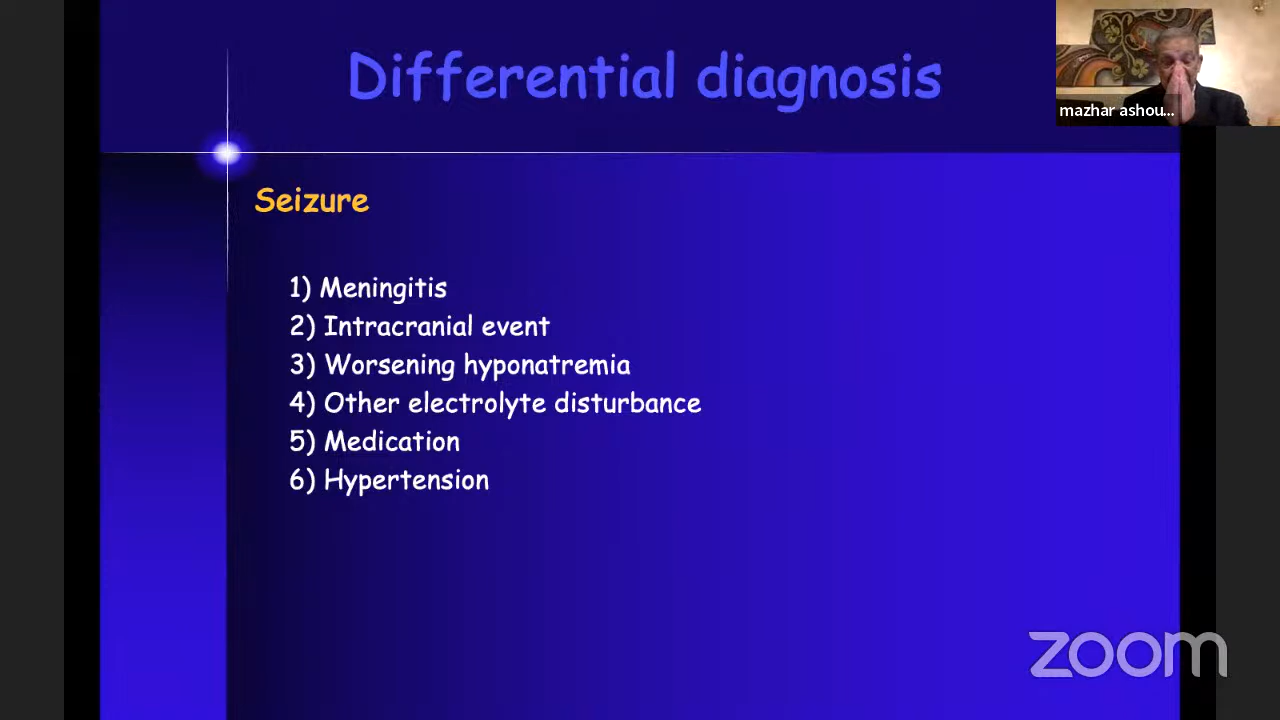 Differential diagnosis
mazhar ashou...
Seizure
1) Meningitis
2) Intracranial event
3) Worsening hyponatremia
4) Other electrolyte disturbance
5) Medication
6) Hypertension
zoom